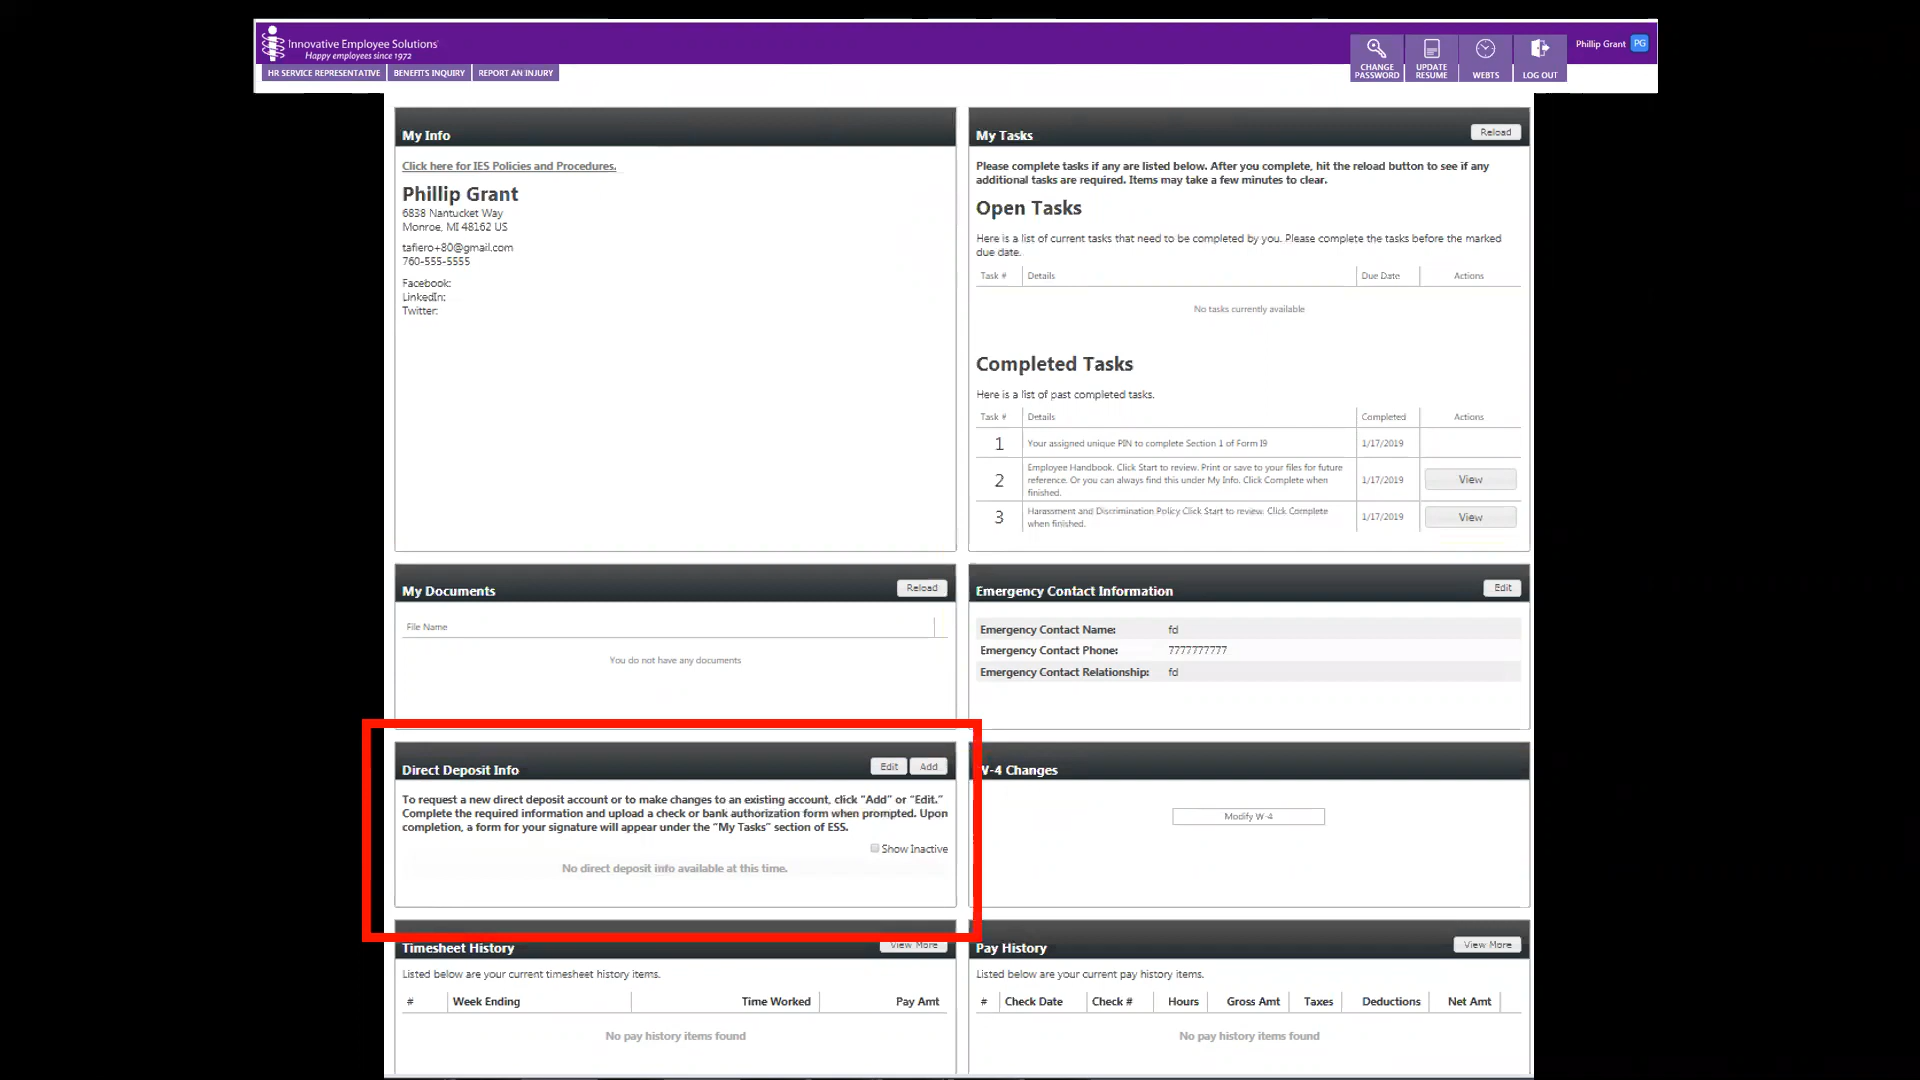 Innovative Employee Solutions
Happy employees since 1972
HR SERVICE REPRESENTATIVE
BENEFITS INQUIRY
REPORT AN INJURY
CHANGE
PASSWORD
UPDATE
RESUME
WEBTS
LOG OUT
Phillip Grant
PG
My Info
Click here for IES Policies and Procedures.
Phillip Grant
6838 Nantucket Way
Monroe, MI 48162 US
tafiero+80@gmail.com
760-555-5555
Facebook:
LinkedIn:
Twitter:
My Tasks
Reload
Please complete tasks if any are listed below. After you complete, hit the reload button to see if any
additional tasks are required. Items may take a few minutes to clear.
Open Tasks
Here is a list of current tasks that need to be completed by you. Please complete the tasks before the marked
due date.
Task # Details Due Date Actions
No tasks currently available
Completed Tasks
Here is a list of past completed tasks.
Task # Details Completed Actions
1 Your assigned unique PIN to complete Section 1 of Form I9 1/17/2019
Employee Handbook. Click Start to review. Print or save to your files for future
2 reference. Or you can always find this under My Info. Click Complete when 1/17/2019 View
finished.
3 Harassment and Discrimination Policy Click Start to review. Click Complete 1/17/2019 View
when finished.
My Documents
Reload
File Name
You do not have any documents
Emergency Contact Information
Edit
Emergency Contact Name: fd
Emergency Contact Phone: 7777777777
Emergency Contact Relationship: fd
Direct Deposit Info
Edit
Add
To request a new direct deposit account or to make changes to an existing account, click “Add” or “Edit.”
Complete the required information and upload a check or bank authorization form when prompted. Upon
completion, a form for your signature will appear under the “My Tasks” section of ESS.
Show Inactive
No direct deposit info available at this time.
W-4 Changes
Modify W-4
Timesheet History
View More
Listed below are your current timesheet history items.
# Week Ending Time Worked Pay Amt
No pay history items found
Pay History
View More
Listed below are your current pay history items.
# Check Date Check # Hours Gross Amt Taxes Deductions Net Amt
No pay history items found